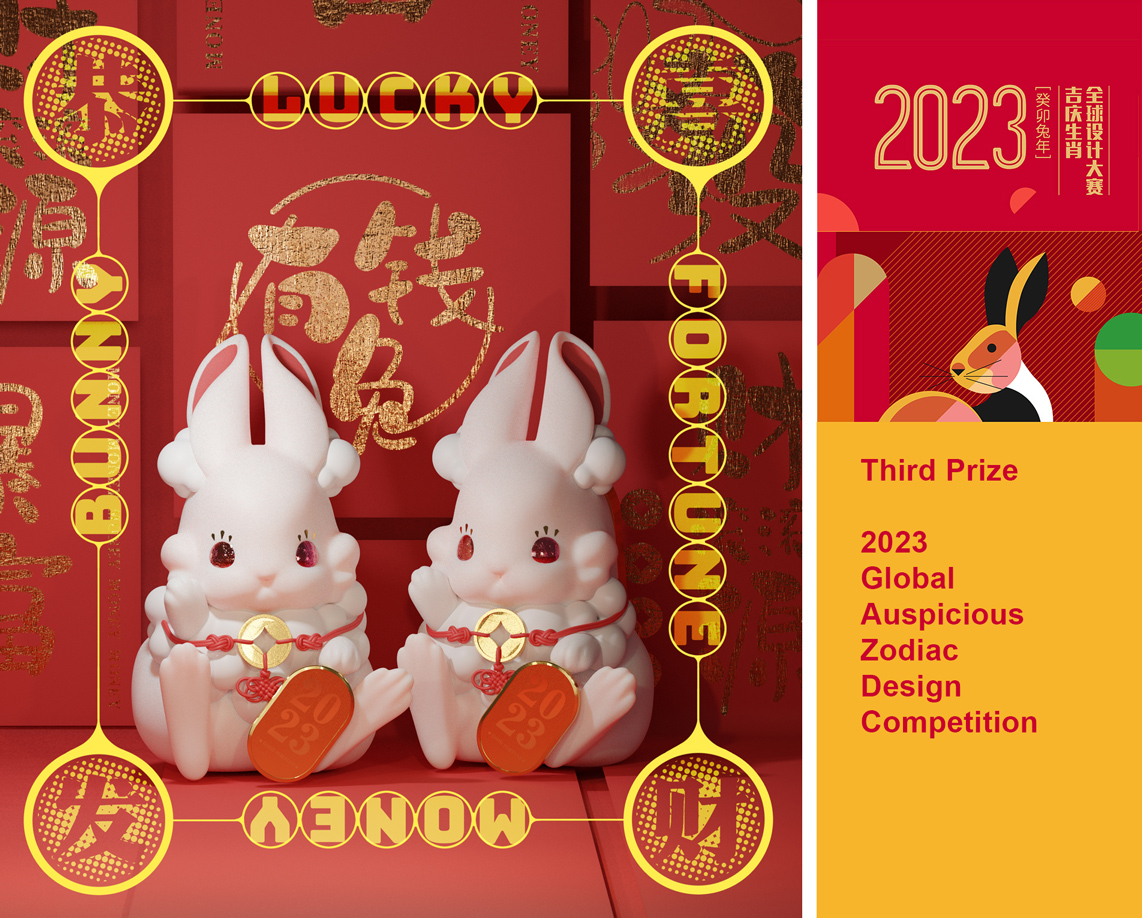 恭
喜
LUCKY
FORTUNE
MONEY
BUNNY
发
财
有钱
兔
源
2023
2023
2023
[癸卯兔年]
全球设计大赛
吉庆生肖
Third Prize
2023
Global
Auspicious
Zodiac
Design
Competition